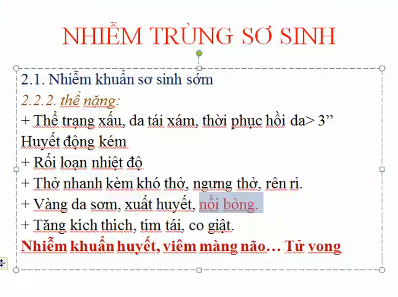 NHIỄM TRÙNG SƠ SINH
2.1. Nhiễm khuẩn sơ sinh sớm
2.2.2. thể nặng:
+ Thể trạng xấu, da tái xám, thời phục hồi da> 3”
Huyết động kém
+ Rối loạn nhiệt độ
+ Thở nhanh kèm khó thở, ngưng thở, rên rỉ.
+ Vàng da sớm, xuất huyết, nổi bỏng.
+ Tăng kích thích, tím tái, co giật.
Nhiễm khuẩn huyết, viêm màng não… Tử vong